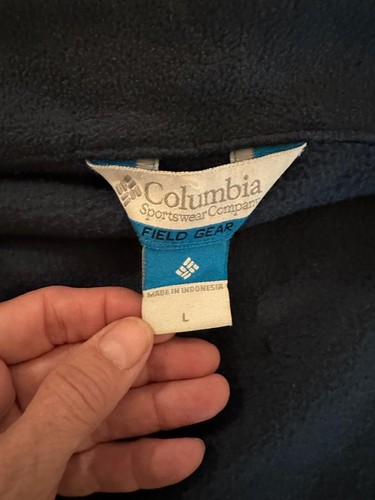 Columbia
Sportswear Company
FIELD GEAR
MADE IN INDONESIA
L